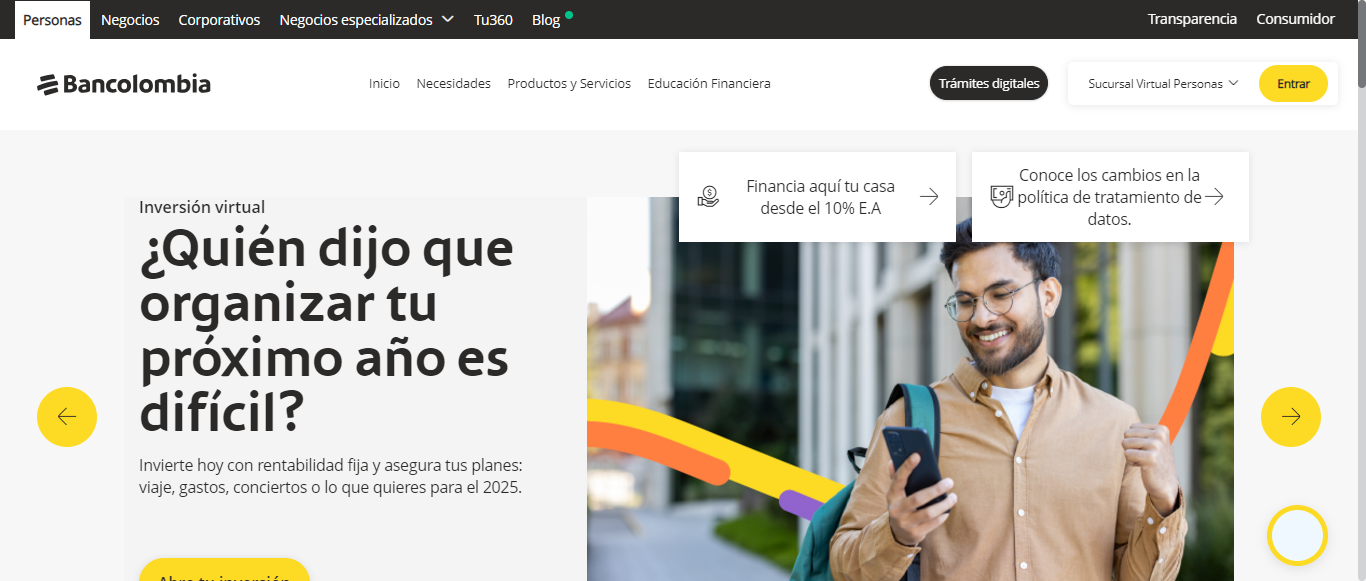 Personas
Negocios
Corporativos
Negocios especializados
Tu360
Blog
Transparencia
Consumidor
Bancolombia
Inicio
Necesidades
Productos y Servicios
Educación Financiera
Trámites digitales
Sucursal Virtual Personas
Entrar
Financia aquí tu casa
desde el 10% E.A
Conoce los cambios en la
política de tratamiento de
datos.
Inversión virtual
¿Quién dijo que
organizar tu
próximo año es
difícil?
Invierte hoy con rentabilidad fija y asegura tus planes:
viaje, gastos, conciertos o lo que quieres para el 2025.
Abre tu inversión